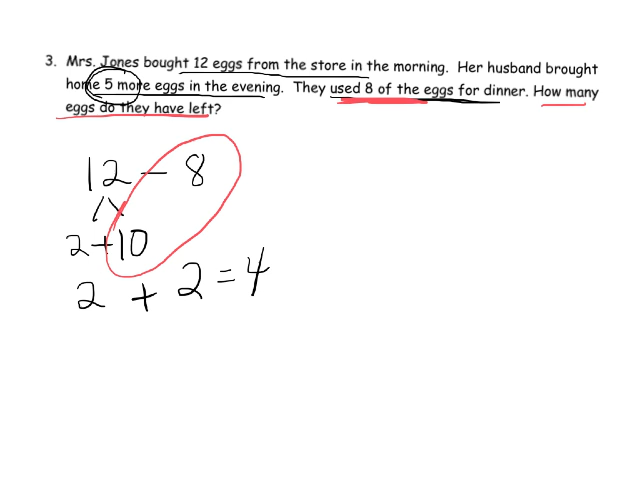 3. Mrs. Jones bought 12 eggs from the store in the morning. Her husband brought
home 5 more eggs in the evening. They used 8 of the eggs for dinner. How many
eggs do they have left?
12 - 8
2 + 10
2 + 2 = 4